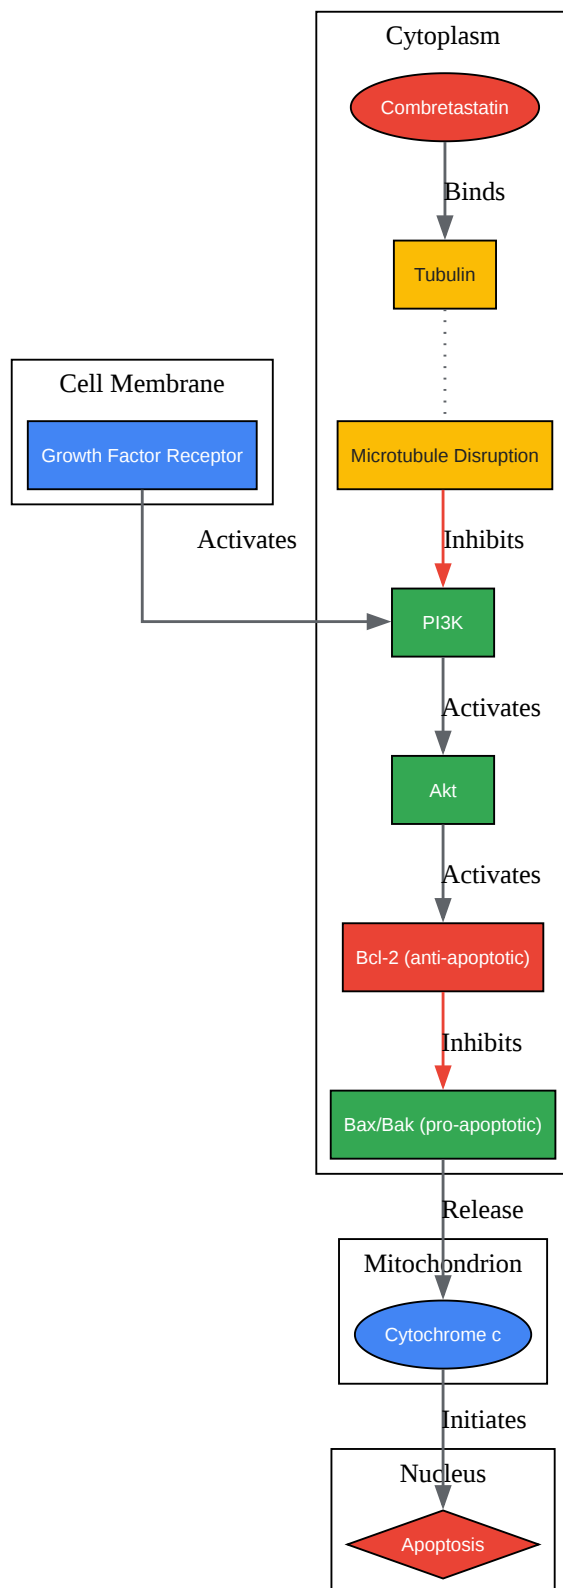 Cytoplasm
Combretastatin
Binds
Tubulin
Cell Membrane
Growth Factor Receptor
Microtubule Disruption
Activates
Inhibits
PI3K
Activates
Akt
Activates
Bcl-2 (anti-apoptotic)
Inhibits
Bax/Bak (pro-apoptotic)
Release
Mitochondrion
Cytochrome c
Initiates
Nucleus
Apoptosis